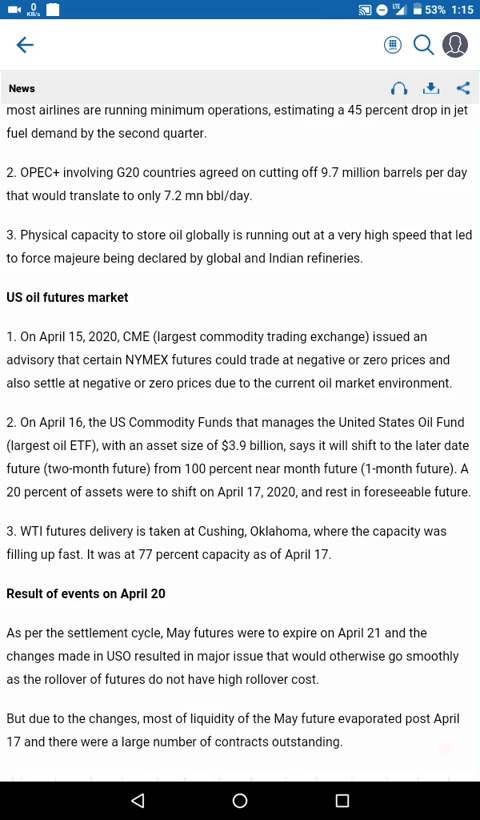 0
KB/s
LTE
53% 1:15
News
most airlines are running minimum operations, estimating a 45 percent drop in jet
fuel demand by the second quarter.
2. OPEC+ involving G20 countries agreed on cutting off 9.7 million barrels per day
that would translate to only 7.2 mn bbl/day.
3. Physical capacity to store oil globally is running out at a very high speed that led
to force majeure being declared by global and Indian refineries.
US oil futures market
1. On April 15, 2020, CME (largest commodity trading exchange) issued an
advisory that certain NYMEX futures could trade at negative or zero prices and
also settle at negative or zero prices due to the current oil market environment.
2. On April 16, the US Commodity Funds that manages the United States Oil Fund
(largest oil ETF), with an asset size of $3.9 billion, says it will shift to the later date
future (two-month future) from 100 percent near month future (1-month future). A
20 percent of assets were to shift on April 17, 2020, and rest in foreseeable future.
3. WTI futures delivery is taken at Cushing, Oklahoma, where the capacity was
filling up fast. It was at 77 percent capacity as of April 17.
Result of events on April 20
As per the settlement cycle, May futures were to expire on April 21 and the
changes made in USO resulted in major issue that would otherwise go smoothly
as the rollover of futures do not have high rollover cost.
But due to the changes, most of liquidity of the May future evaporated post April
17 and there were a large number of contracts outstanding.